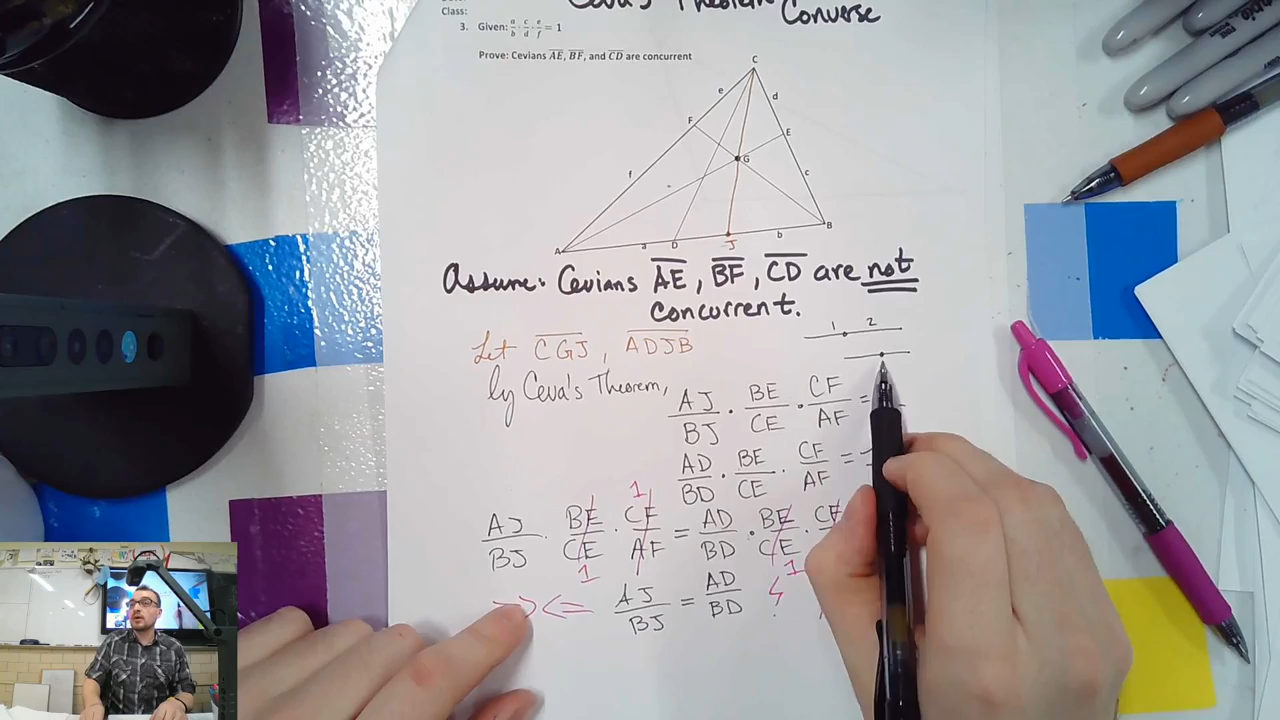 Ceva's Theorem
Converse
Class:
3. Given: a/b · c/d · e/f = 1
Prove: Cevians AE, BF, and CD are concurrent
C
e
d
F
E
G
f
c
B
A
a
D
J
b
Assume: Cevians AE, BF, CD are not
concurrent.
1 2
Let CGJ, ADJB
by Ceva's Theorem,
AJ/BJ · BE/CE · CF/AF =
AD/BD · BE/CE · CF/AF =
1
AJ/BJ · BE/CE · CF/AF = AD/BD · BE/CE ·
1 1
AJ/BJ = AD/BD